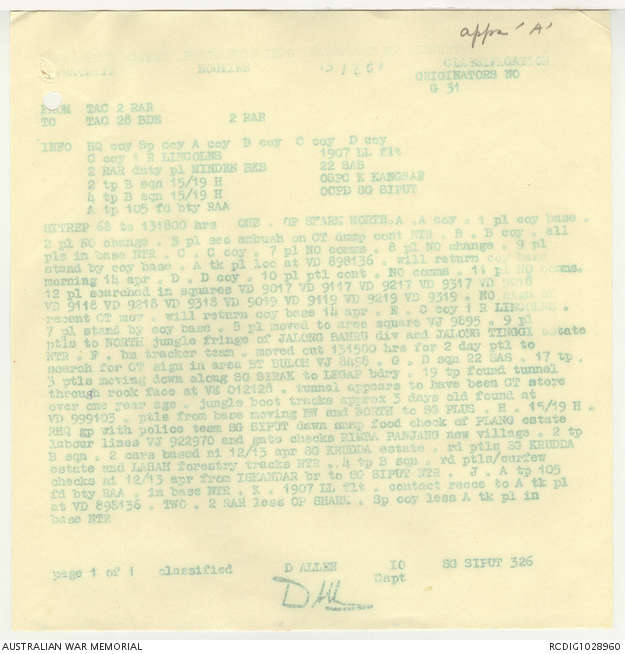 appx 'A'
ROUTINE CLASSIFICATION
ORIGINATORS NO
G 31
FROM TAC 2 RAR
TO TAC 28 BDE 2 RAR
INFO HQ coy Sp coy A coy B coy C coy D coy
C coy 1 R LINCOLNS 1907 LL flt
2 RAR duty pl MINDEN BKS 22 SAS
2 tp B sqn 15/19 H OSPC K KANGSAR
4 tp B sqn 15/19 H OCPD SG SIPUT
A tp 105 fd bty RAA
SITREP 68 to 131800 hrs ONE . OP SHARK NORTH A . A coy . 1 pl coy base .
2 pl NO change . 3 pl sec ambush on CT dump cont NTR . B . B coy . all
pls in base NTR . C . C coy . 7 pl NO comms . 8 pl NO change . 9 pl
stand by coy base . A tk pl loc at VD 898136 . will return coy base
morning 14 apr . D . D coy . 10 pl ptl cont . NO comms . 11 pl NO comms.
12 pl searched in squares VD 9017 VD 9117 VD 9217 VD 9317 VD 9018
VD 9118 VD 9218 VD 9318 VD 9019 VD 9119 VD 9219 VD 9319 . NO sign of
recent CT mov . will return coy base 14 apr . E . C coy 1 R LINCOLNS .
7 pl stand by coy base . 8 pl moved to area square VJ 9895 . 9 pl
ptls to NORTH jungle fringe of JALONG BAHRU div and JALONG TINGGI estate
NTR . F . bn tracker team . moved out 131500 hrs for 2 day ptl to
search for CT sign in area ST BULOH VJ 8498 . G . D sqn 22 SAS . 17 tp .
3 ptls moving down along SG BIRAK to LEGAP bdry . 19 tp found tunnel
through rock face at VE 012128 . tunnel appears to have been CT store
over one year ago . jungle boot tracks approx 3 days old found at
VD 999103 . ptls from base moving NW and NORTH to SG PLUS . H . 15/19 H .
RHQ gp with police team SG SIPUT dawn snap food check of PLANG estate
labour lines VJ 922970 and gate checks RIMBA PANJANG new village . 2 tp
B sqn . 2 cars based at 12/13 apr SG KRUDDA estate . rd ptls SG KRUDDA
estate and LASAH forestry tracks NTR . 4 tp B sqn . rd ptls/curfew
checks at 12/13 apr from ISKANDAR br to SG SIPUT NTR . J . A tp 105
fd bty RAA . in base NTR . K . 1907 LL flt . contact recce to A tk pl
at VD 898136 . TWO . 2 RAR less OP SHARK . Sp coy less A tk pl in
base NTR
page 1 of 1 classified D ALLEN IO SG SIPUT 326
Capt
AUSTRALIAN WAR MEMORIAL RCDIG1028960